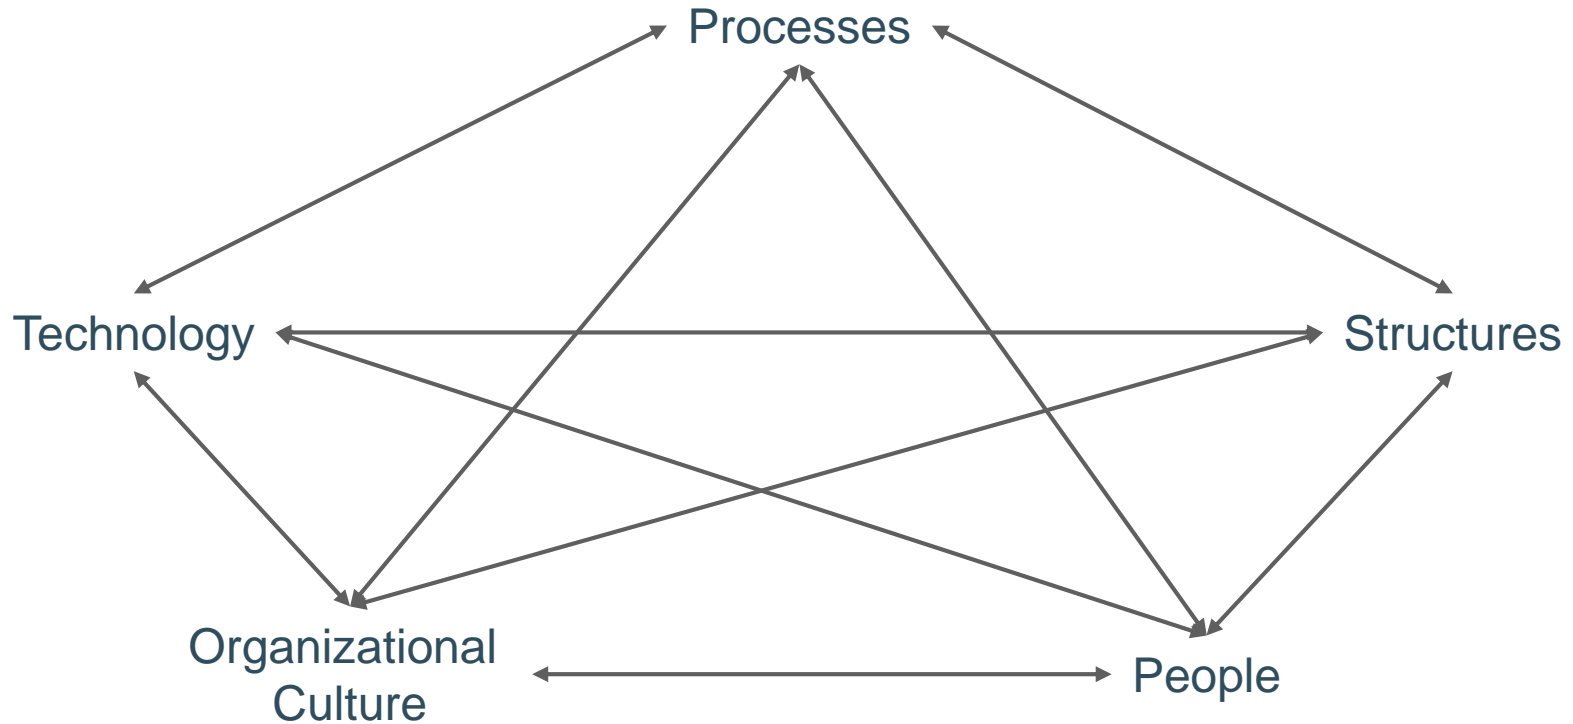 Processes
Technology
Structures
Organizational
Culture
People